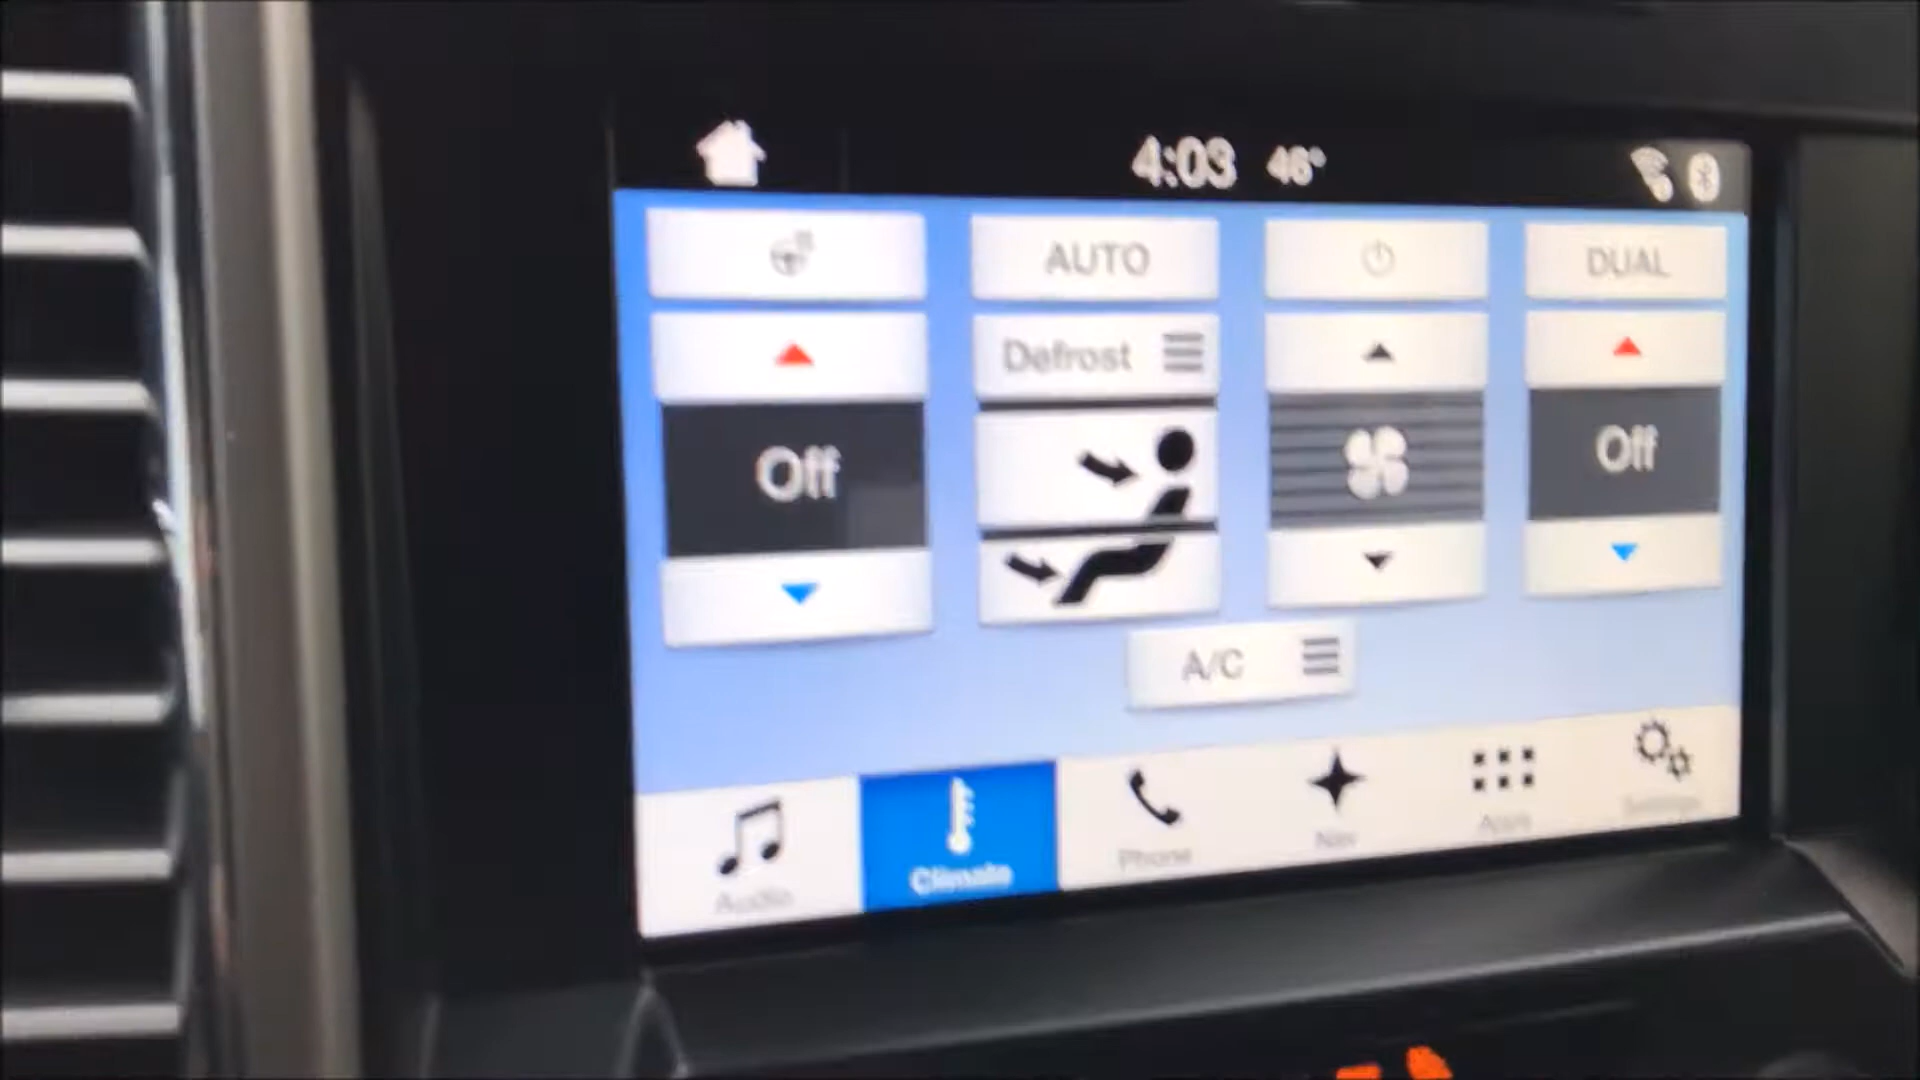 4:03 46°
AUTO
DUAL
Defrost
Off
Off
A/C
Audio
Climate
Phone
Nav
Apps
Settings